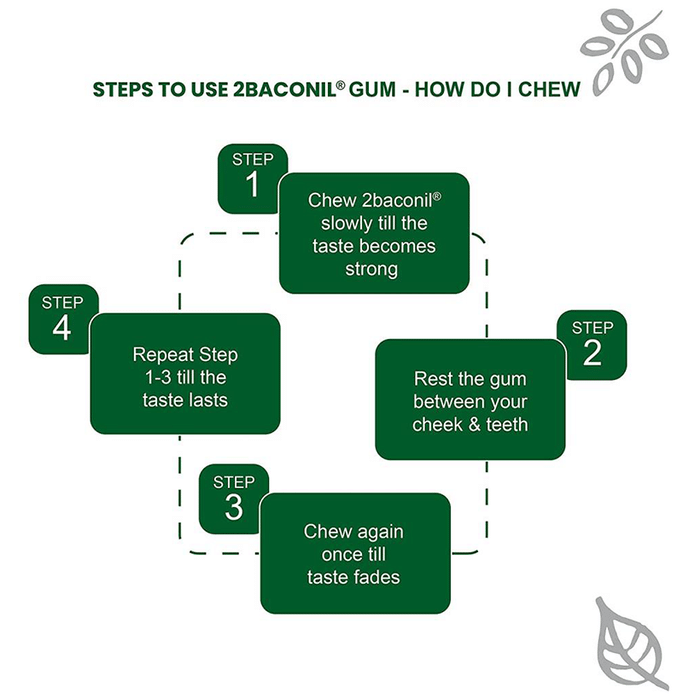 STEPS TO USE 2BACONIL® GUM - HOW DO I CHEW
STEP
1
Chew 2baconil®
slowly till the
taste becomes
strong
STEP
2
Rest the gum
between your
cheek & teeth
STEP
3
Chew again
once till
taste fades
STEP
4
Repeat Step
1-3 till the
taste lasts